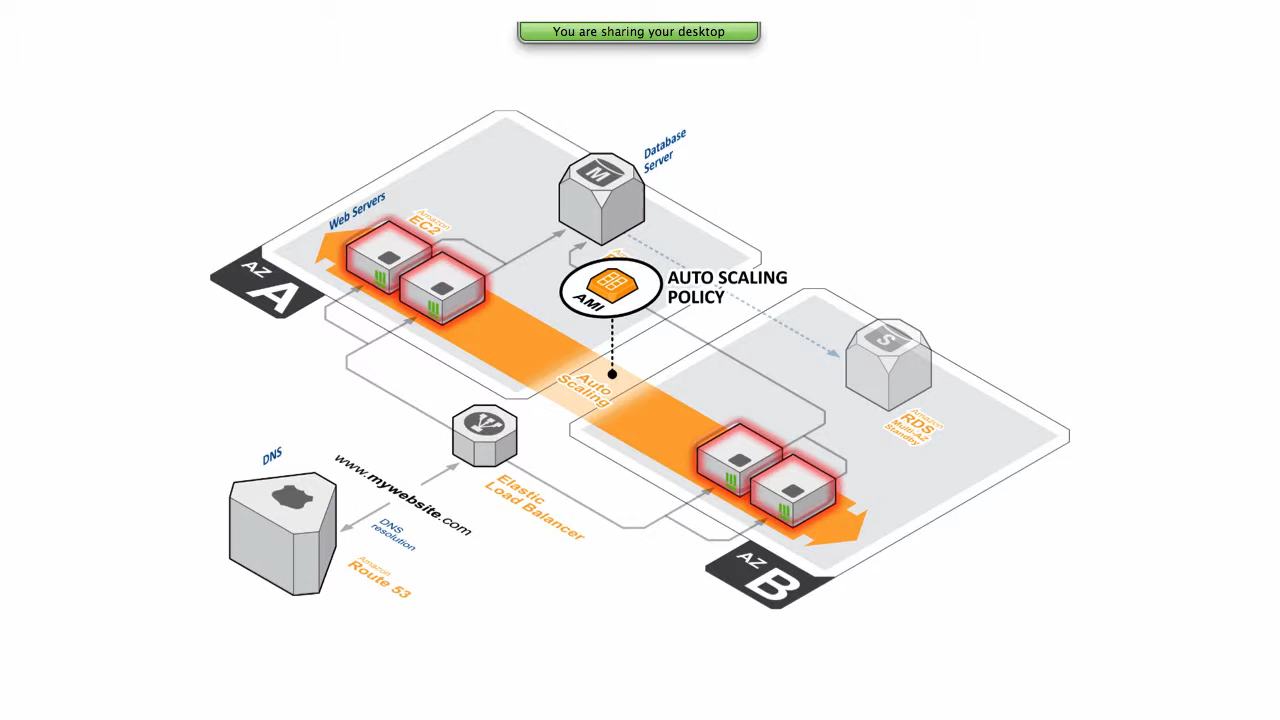 You are sharing your desktop
Database
Server
Web Servers
Amazon
EC2
AZ
A
M
AMI
AUTO SCALING
POLICY
Auto
Scaling
S
Amazon
RDS
Multi-AZ
Standby
DNS
www.mywebsite.com
DNS
resolution
Amazon
Route 53
Elastic
Load Balancer
AZ
B